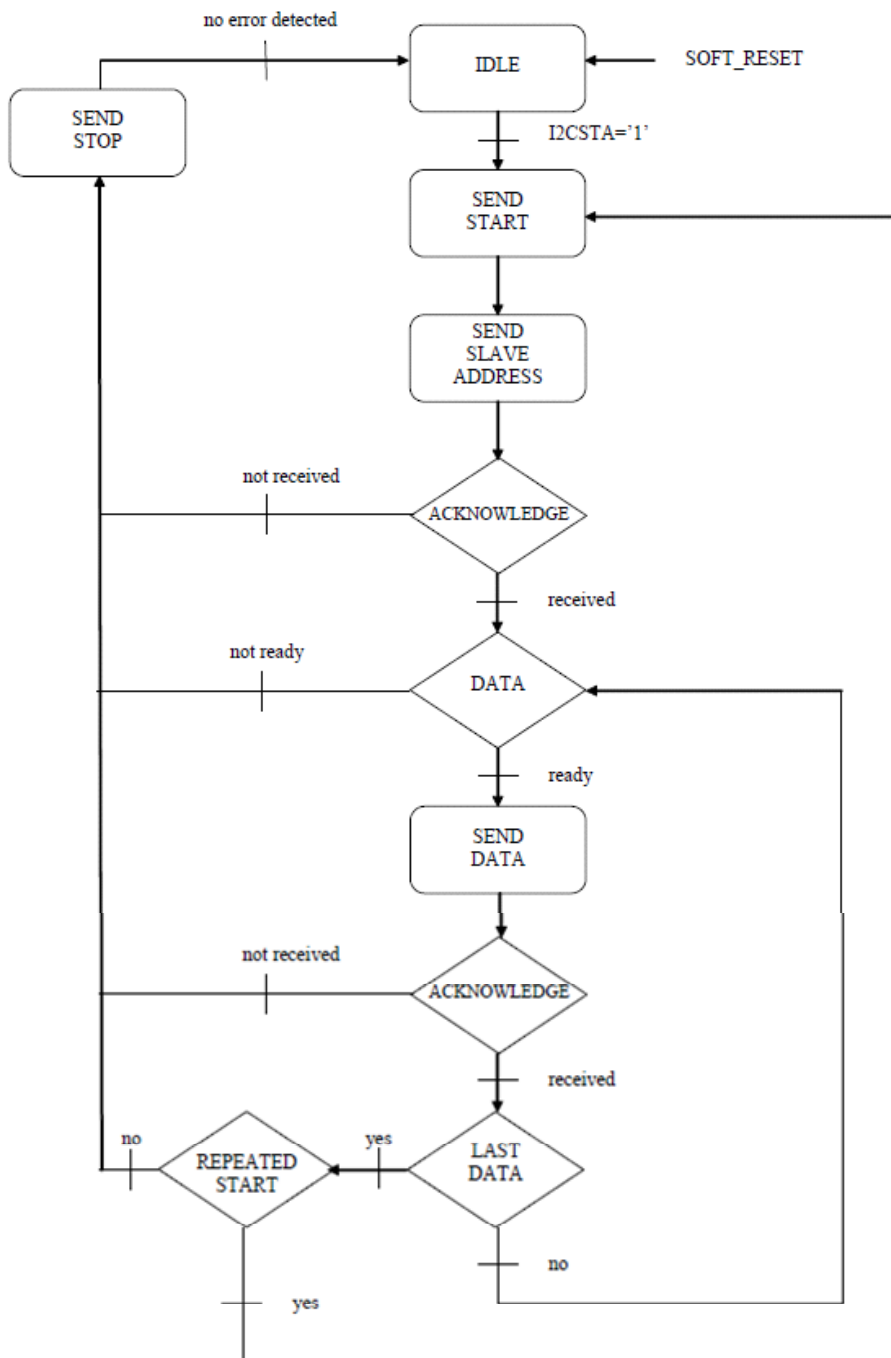 no error detected
IDLE
SOFT_RESET
SEND
STOP
I2CSTA='1'
SEND
START
SEND
SLAVE
ADDRESS
not received
ACKNOWLEDGE
received
not ready
DATA
ready
SEND
DATA
not received
ACKNOWLEDGE
received
no
REPEATED
START
yes
LAST
DATA
no
yes